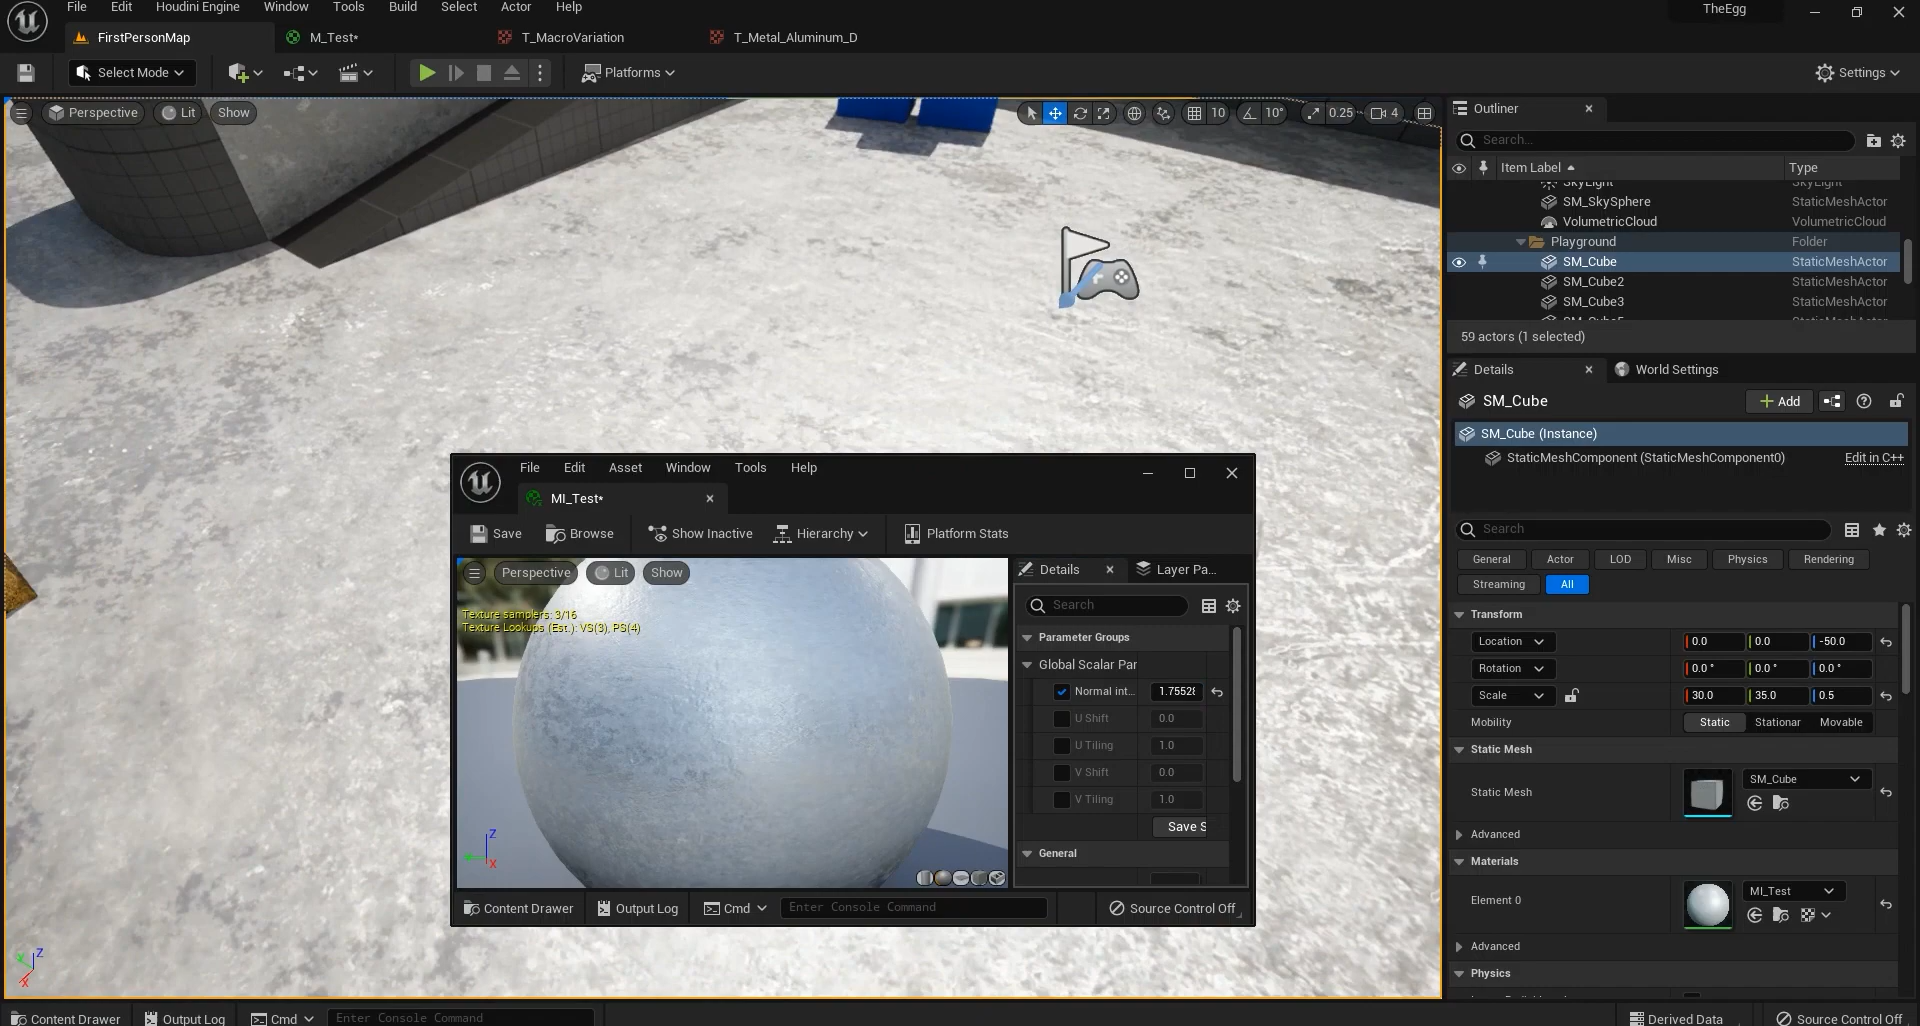 File Edit Houdini Engine Window Tools Build Select Actor Help
TheEgg
FirstPersonMap
M_Test*
T_MacroVariation
T_Metal_Aluminum_D
Select Mode
Platforms
Settings
Perspective
Lit
Show
10
10°
0.25
4
Outliner
Search...
Item Label
Type
SkyLight
SkyLight
SM_SkySphere
StaticMeshActor
VolumetricCloud
VolumetricCloud
Playground
Folder
SM_Cube
StaticMeshActor
SM_Cube2
StaticMeshActor
SM_Cube3
StaticMeshActor
59 actors (1 selected)
Details
World Settings
SM_Cube
Add
SM_Cube (Instance)
StaticMeshComponent (StaticMeshComponent0)
Edit in C++
Search
General
Actor
LOD
Misc
Physics
Rendering
Streaming
All
Transform
Location
0.0
0.0
-50.0
Rotation
0.0 °
0.0 °
0.0 °
Scale
30.0
35.0
0.5
Mobility
Static
Stationar
Movable
Static Mesh
Static Mesh
SM_Cube
Advanced
Materials
Element 0
MI_Test
Advanced
Physics
File Edit Asset Window Tools Help
MI_Test*
Save
Browse
Show Inactive
Hierarchy
Platform Stats
Perspective
Lit
Show
Texture samplers: 3/16
Texture Lookups (Est.): VS(3), PS(4)
Z
X
Details
Layer Pa...
Search
Parameter Groups
Global Scalar Par
Normal int...
1.75528
U Shift
0.0
U Tiling
1.0
V Shift
0.0
V Tiling
1.0
Save S
General
Content Drawer
Output Log
Cmd
Enter Console Command
Source Control Off
Z
Y
X
Content Drawer
Output Log
Cmd
Enter Console Command
Derived Data
Source Control Off